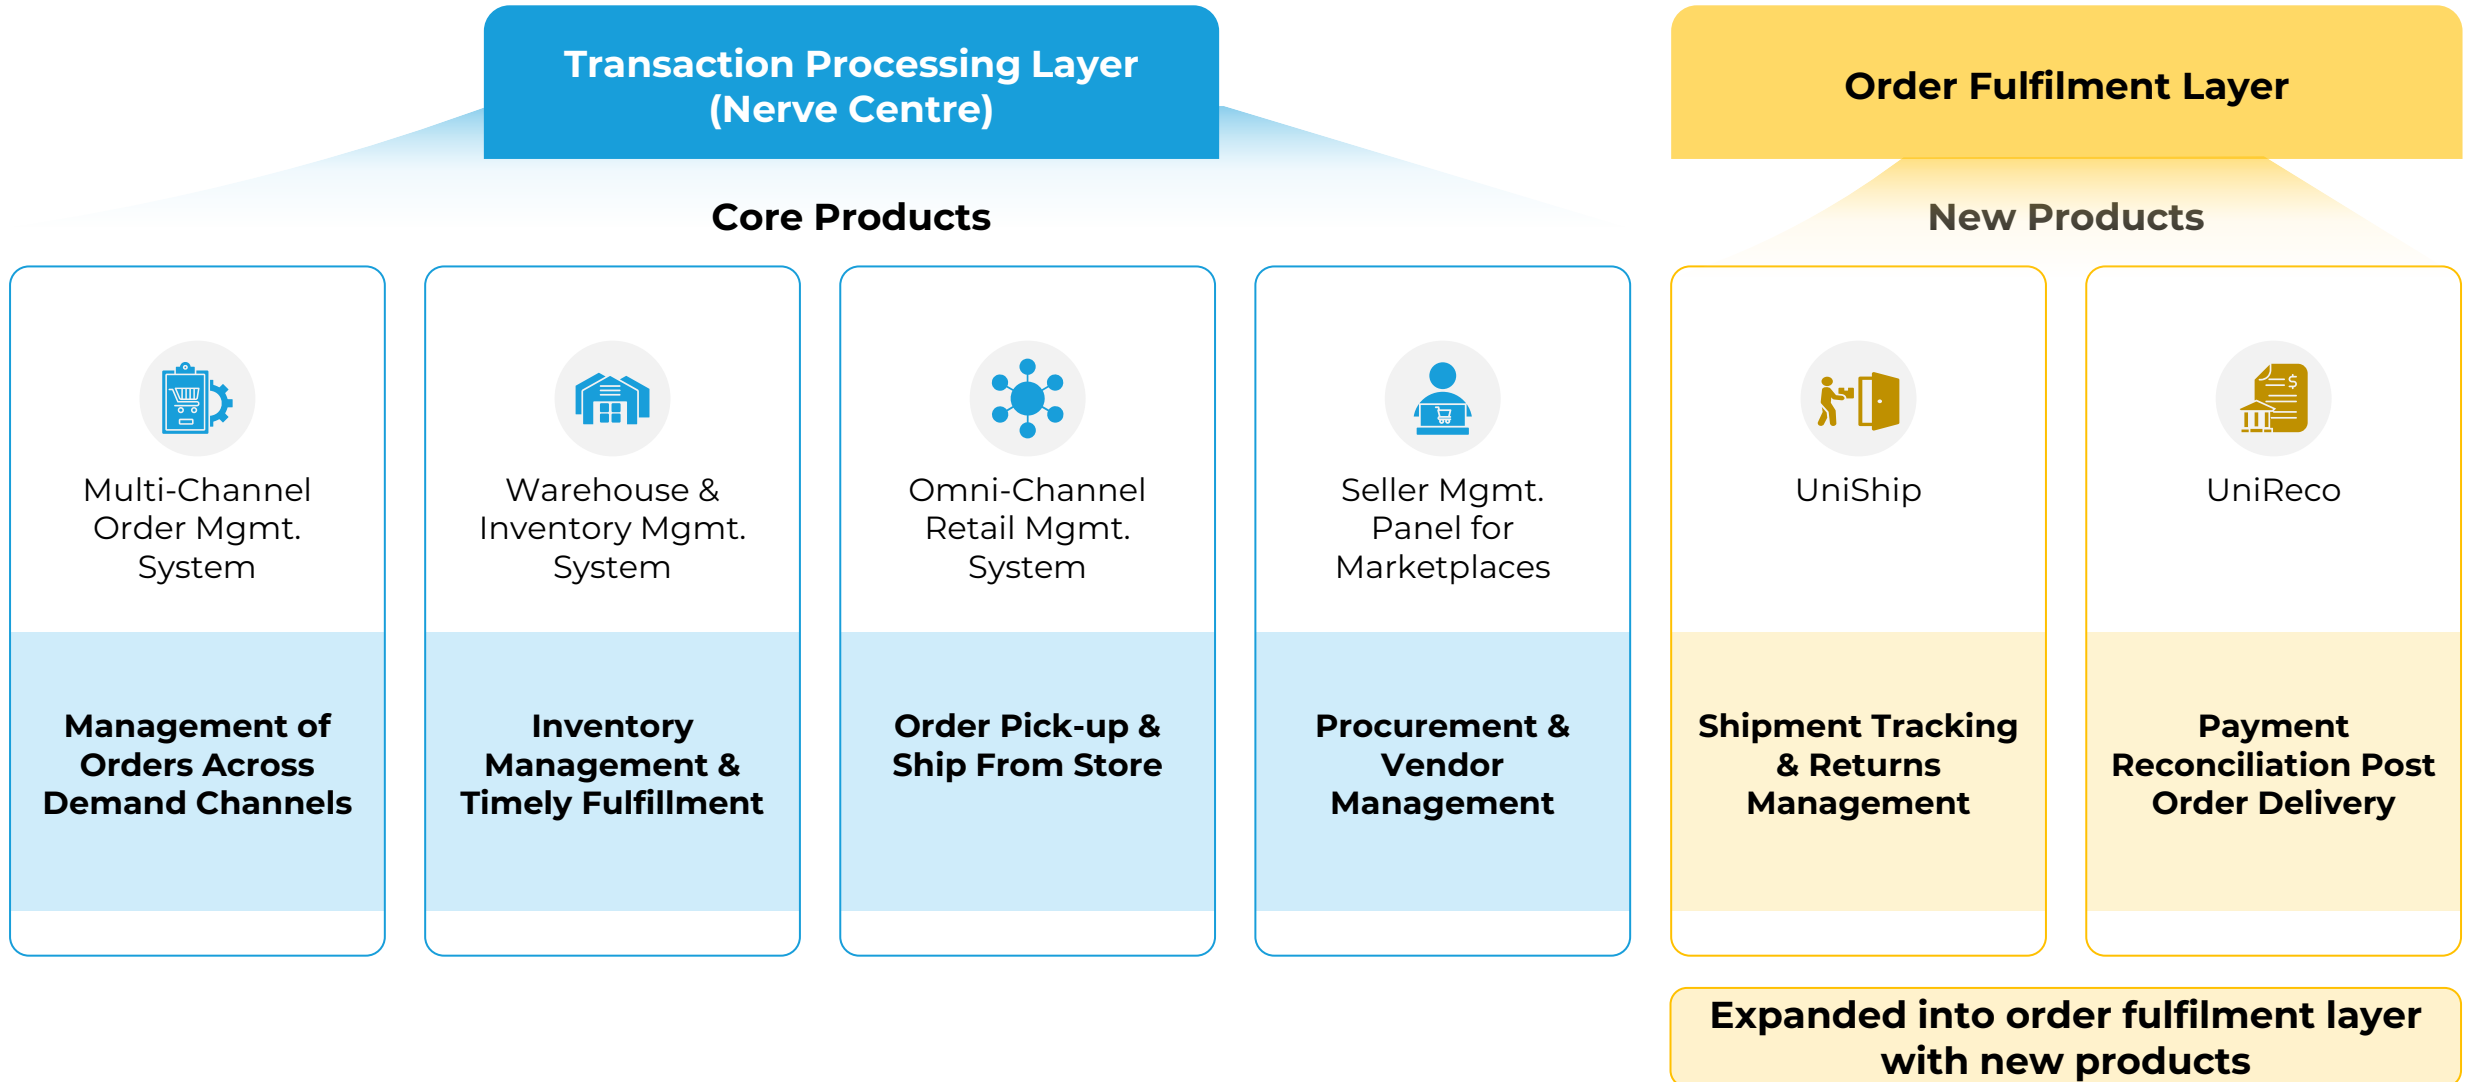 Transaction Processing Layer
(Nerve Centre)
Order Fulfilment Layer
Core Products
New Products
Multi-Channel
Order Mgmt.
System
Management of
Orders Across
Demand Channels
Warehouse &
Inventory Mgmt.
System
Inventory
Management &
Timely Fulfillment
Omni-Channel
Retail Mgmt.
System
Order Pick-up &
Ship From Store
Seller Mgmt.
Panel for
Marketplaces
Procurement &
Vendor
Management
UniShip
Shipment Tracking
& Returns
Management
$
UniReco
Payment
Reconciliation Post
Order Delivery
Expanded into order fulfilment layer
with new products